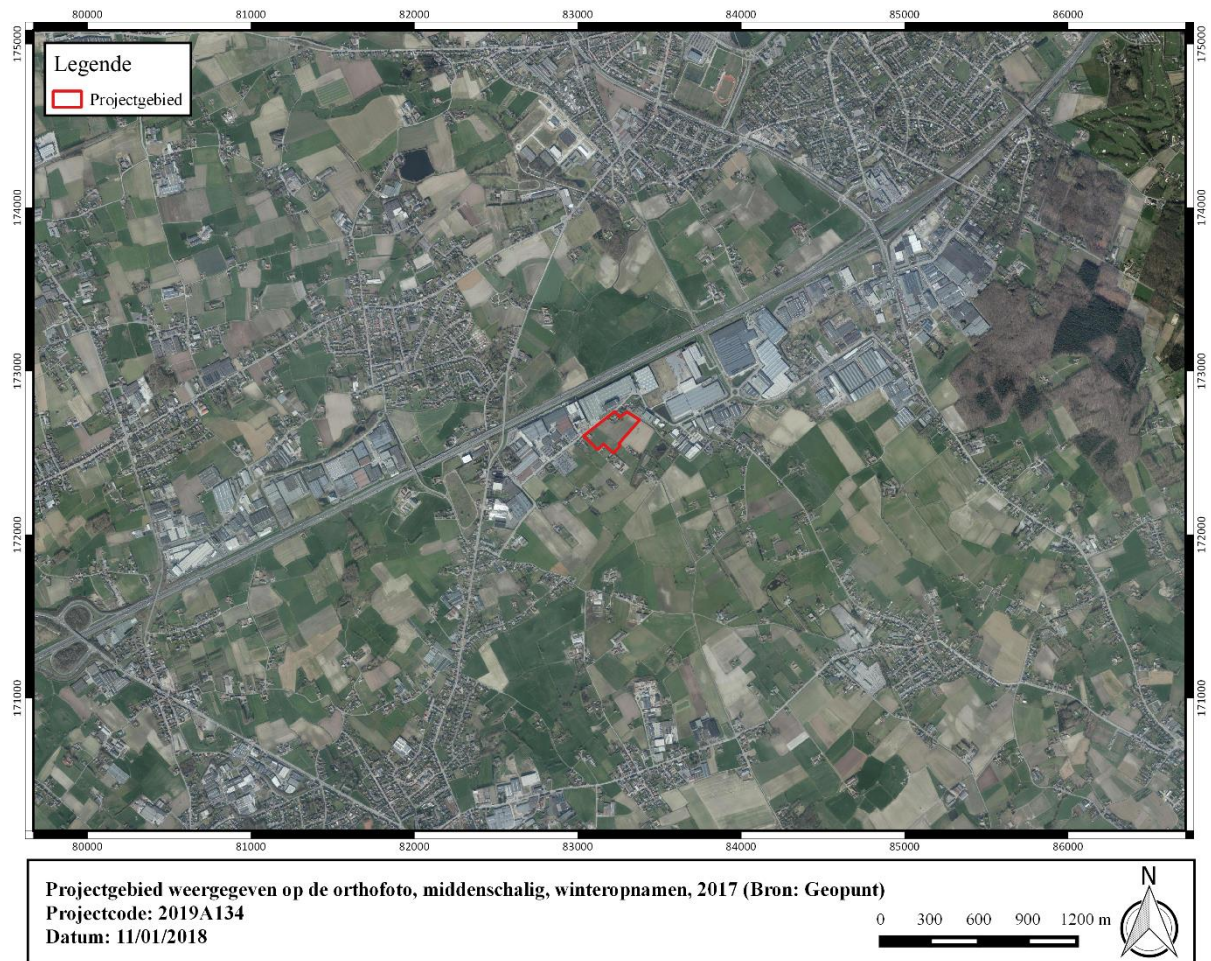 80000 81000 82000 83000 84000 85000 86000
175000 175000
Legende
Projectgebied
174000 174000
173000 173000
172000 172000
171000 171000
80000 81000 82000 83000 84000 85000 86000
Projectgebied weergegeven op de orthofoto, middenschalig, winteropnamen, 2017 (Bron: Geopunt)
Projectcode: 2019A134
Datum: 11/01/2018
0 300 600 900 1200 m
N